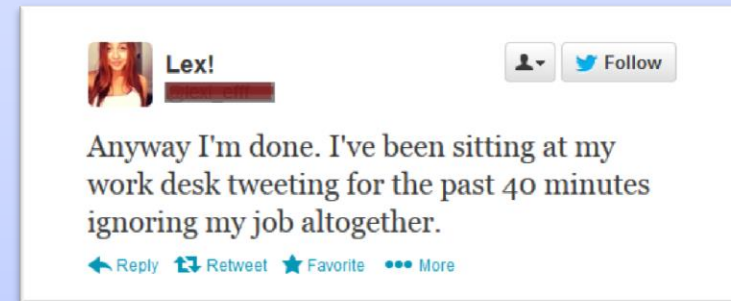 Lex!
Follow
Anyway I'm done. I've been sitting at my
work desk tweeting for the past 40 minutes
ignoring my job altogether.
Reply Retweet Favorite More